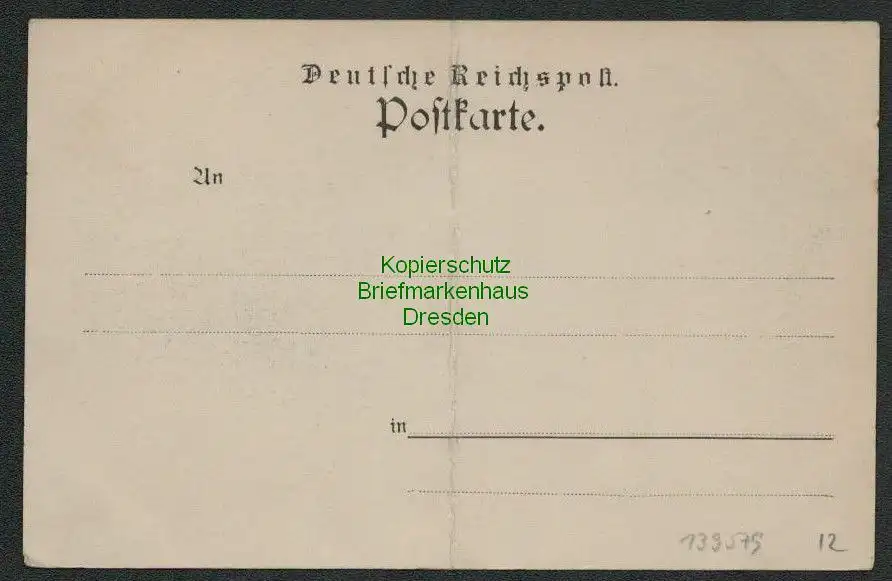 Deutsche Reichspost.
Postkarte.
An
Kopierschutz
Briefmarkenhaus
Dresden
in
139575 12